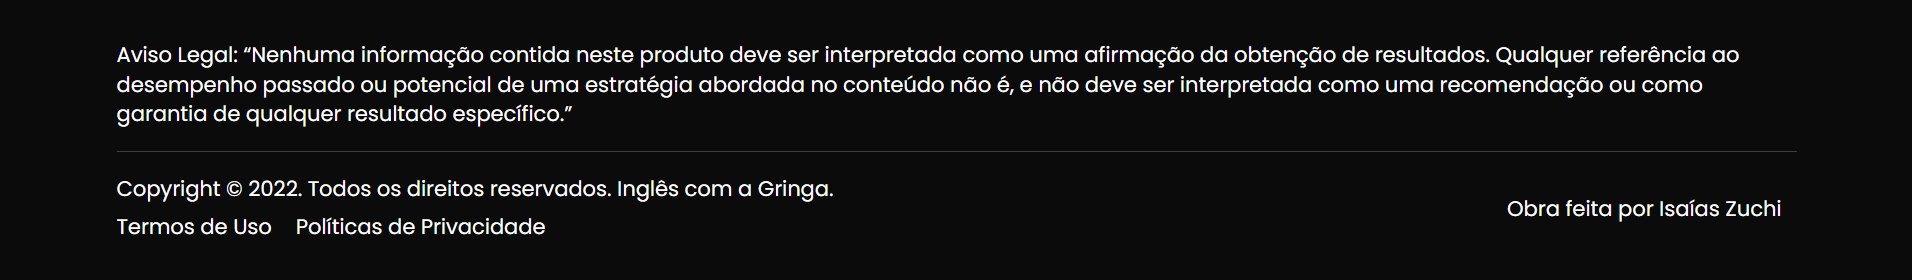 Aviso Legal: “Nenhuma informação contida neste produto deve ser interpretada como uma afirmação da obtenção de resultados. Qualquer referência ao
desempenho passado ou potencial de uma estratégia abordada no conteúdo não é, e não deve ser interpretada como uma recomendação ou como
garantia de qualquer resultado específico.”
Copyright © 2022. Todos os direitos reservados. Inglês com a Gringa.
Termos de Uso Políticas de Privacidade
Obra feita por Isaías Zuchi